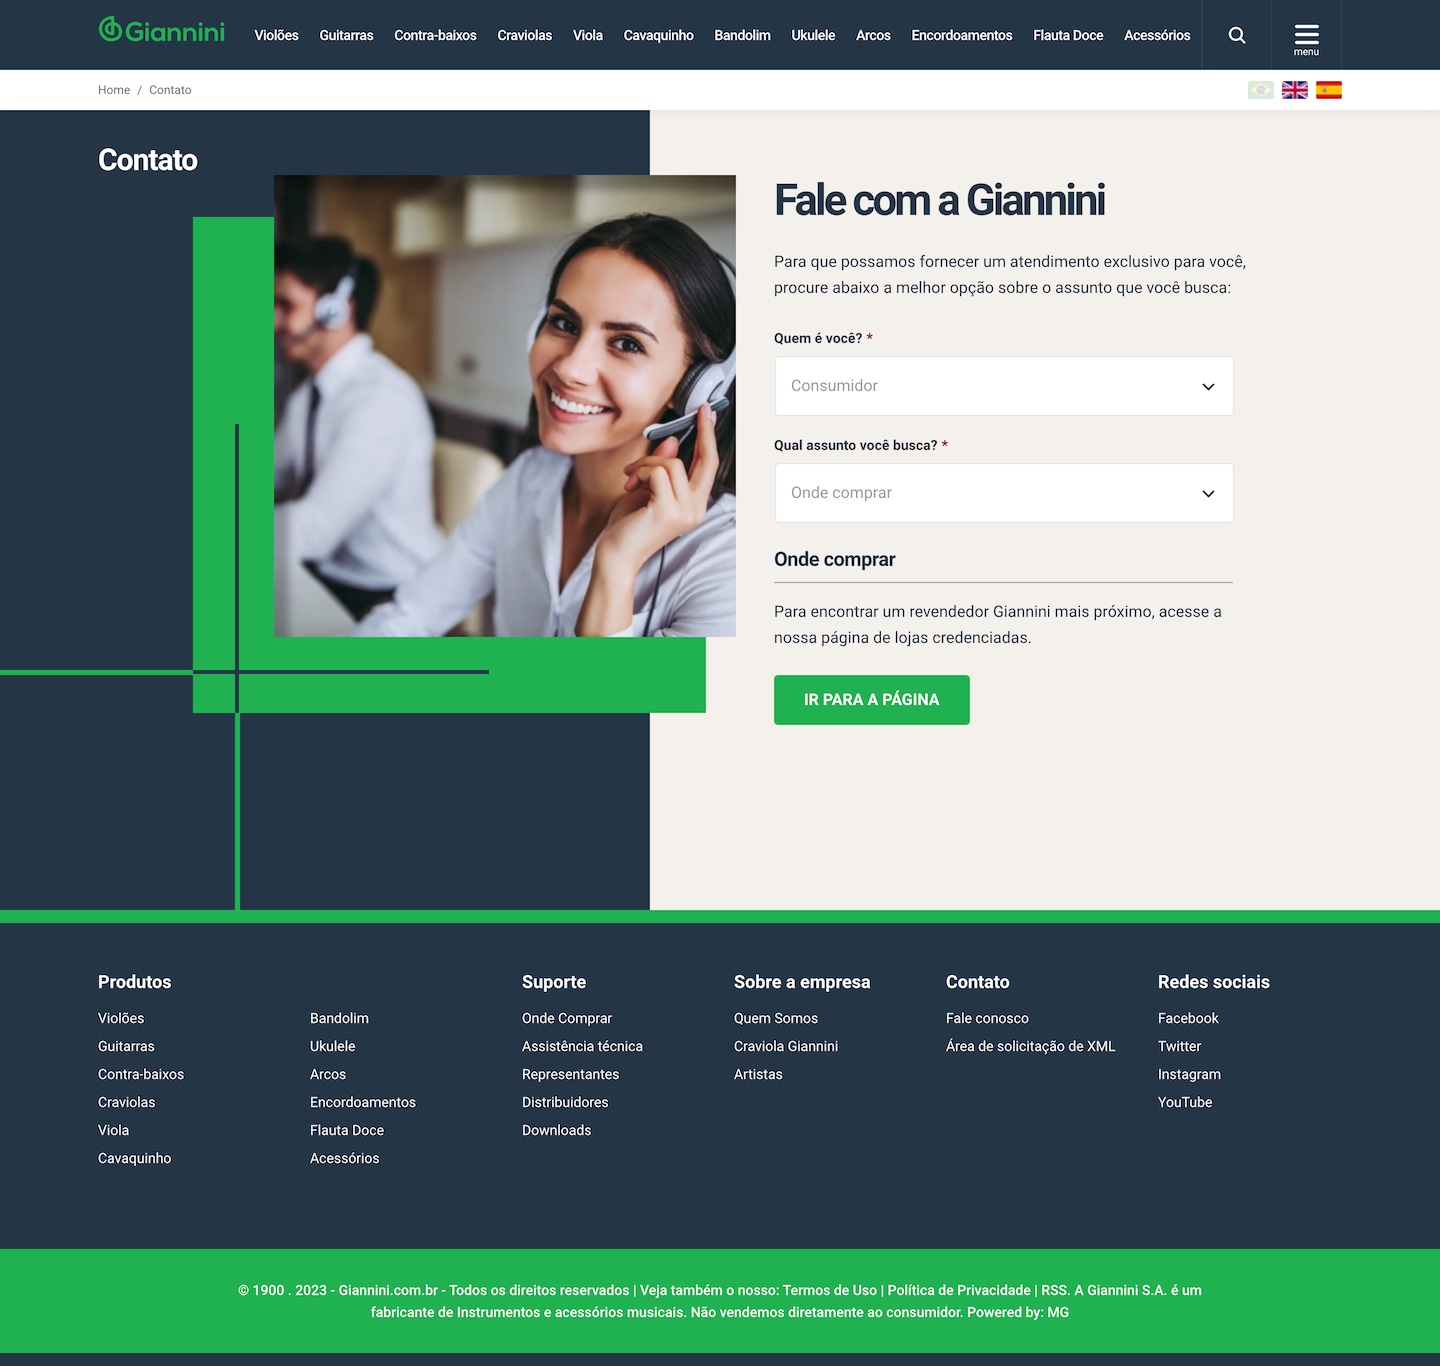 Giannini
Violões Guitarras Contra-baixos Craviolas Viola Cavaquinho Bandolim Ukulele Arcos Encordoamentos Flauta Doce Acessórios
menu
Home / Contato
Contato
Fale com a Giannini
Para que possamos fornecer um atendimento exclusivo para você,
procure abaixo a melhor opção sobre o assunto que você busca:
Quem é você? *
Consumidor
Qual assunto você busca? *
Onde comprar
Onde comprar
Para encontrar um revendedor Giannini mais próximo, acesse a
nossa página de lojas credenciadas.
IR PARA A PÁGINA
Produtos
Violões
Guitarras
Contra-baixos
Craviolas
Viola
Cavaquinho
Bandolim
Ukulele
Arcos
Encordoamentos
Flauta Doce
Acessórios
Suporte
Onde Comprar
Assistência técnica
Representantes
Distribuidores
Downloads
Sobre a empresa
Quem Somos
Craviola Giannini
Artistas
Contato
Fale conosco
Área de solicitação de XML
Redes sociais
Facebook
Twitter
Instagram
YouTube
© 1900 . 2023 - Giannini.com.br - Todos os direitos reservados | Veja também o nosso: Termos de Uso | Política de Privacidade | RSS. A Giannini S.A. é um
fabricante de Instrumentos e acessórios musicais. Não vendemos diretamente ao consumidor. Powered by: MG